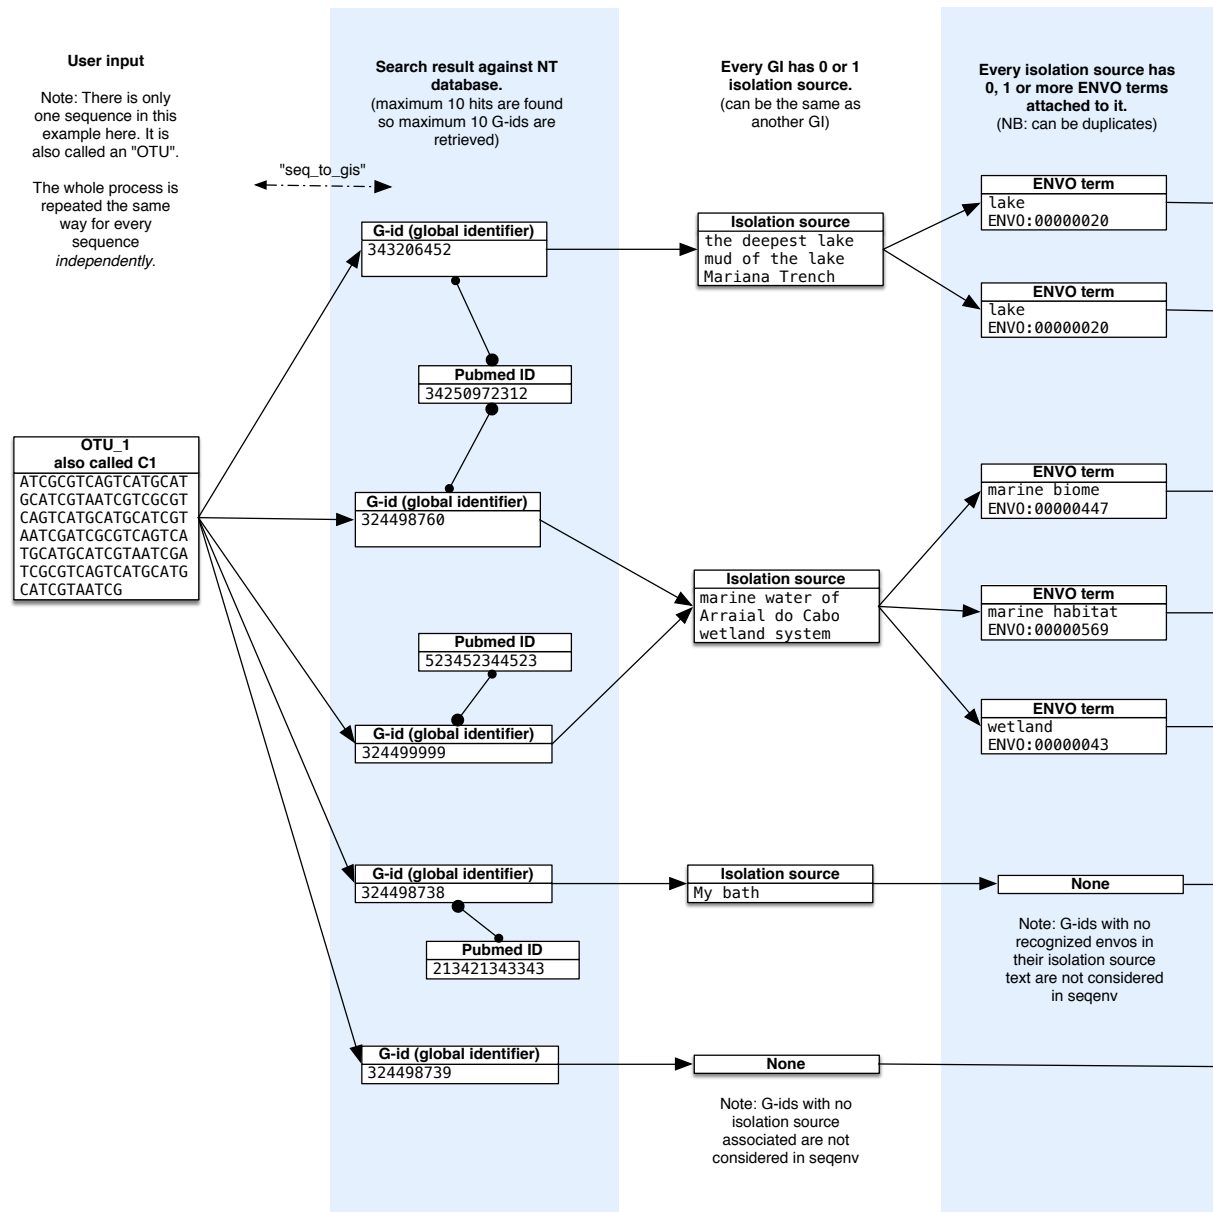 User input
Note: There is only
one sequence in this
example here. It is
also called an "OTU".
The whole process is
repeated the same
way for every
sequence
independently.
"seq_to_gis"
OTU_1
also called C1
ATCGCGTCAGTCATGCAT
GCATCGTAATCGTCGCGT
CAGTCATGCATGCATCGT
AATCGATCGCGTCAGTCA
TGCATGCATCGTAATCGA
TCGCGTCAGTCATGCATG
CATCGTAATCG
Search result against NT
database.
(maximum 10 hits are found
so maximum 10 G-ids are
retrieved)
G-id (global identifier)
343206452
Pubmed ID
34250972312
G-id (global identifier)
324498760
Pubmed ID
523452344523
G-id (global identifier)
324499999
G-id (global identifier)
324498738
Pubmed ID
213421343343
G-id (global identifier)
324498739
Every GI has 0 or 1
isolation source.
(can be the same as
another GI)
Isolation source
the deepest lake
mud of the lake
Mariana Trench
Isolation source
marine water of
Arraial do Cabo
wetland system
Isolation source
My bath
None
Note: G-ids with no
isolation source
associated are not
considered in seqenv
Every isolation source has
0, 1 or more ENVO terms
attached to it.
(NB: can be duplicates)
ENVO term
lake
ENVO:00000020
ENVO term
lake
ENVO:00000020
ENVO term
marine biome
ENVO:00000447
ENVO term
marine habitat
ENVO:00000569
ENVO term
wetland
ENVO:00000043
None
Note: G-ids with no
recognized envos in
their isolation source
text are not considered
in seqenv